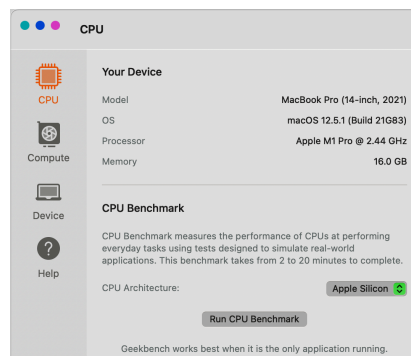 CPU
CPU
Compute
Device
Help
Your Device
Model MacBook Pro (14-inch, 2021)
OS macOS 12.5.1 (Build 21G83)
Processor Apple M1 Pro @ 2.44 GHz
Memory 16.0 GB
CPU Benchmark
CPU Benchmark measures the performance of CPUs at performing
everyday tasks using tests designed to simulate real-world
applications. This benchmark takes from 2 to 20 minutes to complete.
CPU Architecture: Apple Silicon
Run CPU Benchmark
Geekbench works best when it is the only application running.